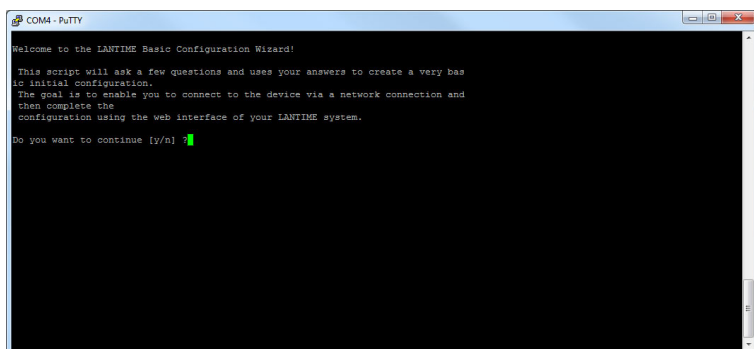 COM4 - PuTTY
Welcome to the LANTIME Basic Configuration Wizard!
This script will ask a few questions and uses your answers to create a very bas
ic initial configuration.
The goal is to enable you to connect to the device via a network connection and
then complete the
configuration using the web interface of your LANTIME system.
Do you want to continue [y/n] ?